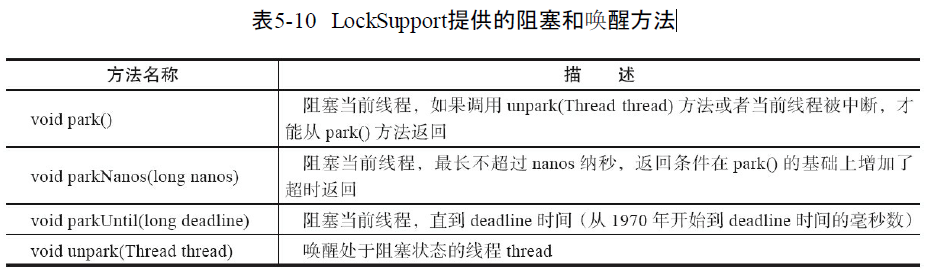 表5-10 LockSupport提供的阻塞和唤醒方法
方法名称 描 述
void park() 阻塞当前线程，如果调用 unpark(Thread thread) 方法或者当前线程被中断，才
能从 park() 方法返回
void parkNanos(long nanos) 阻塞当前线程，最长不超过 nanos 纳秒，返回条件在 park() 的基础上增加了
超时返回
void parkUntil(long deadline) 阻塞当前线程，直到 deadline 时间（从 1970 年开始到 deadline 时间的毫秒数）
void unpark(Thread thread) 唤醒处于阻塞状态的线程 thread